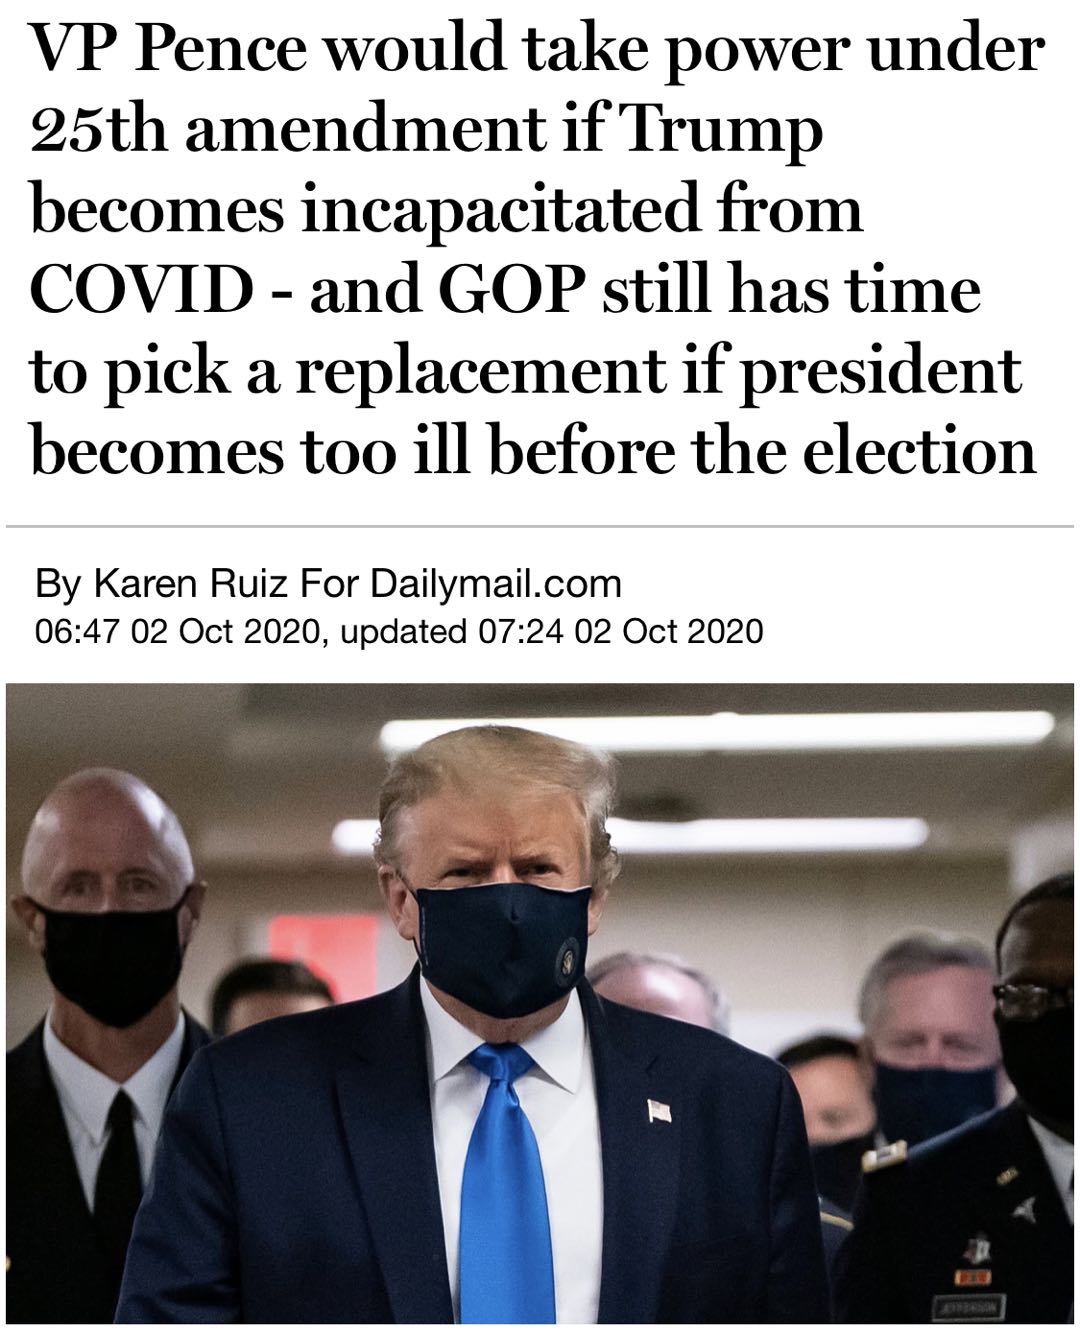 VP Pence would take power under
25th amendment if Trump
becomes incapacitated from
COVID - and GOP still has time
to pick a replacement if president
becomes too ill before the election
By Karen Ruiz For Dailymail.com
06:47 02 Oct 2020, updated 07:24 02 Oct 2020
JEFFERSON